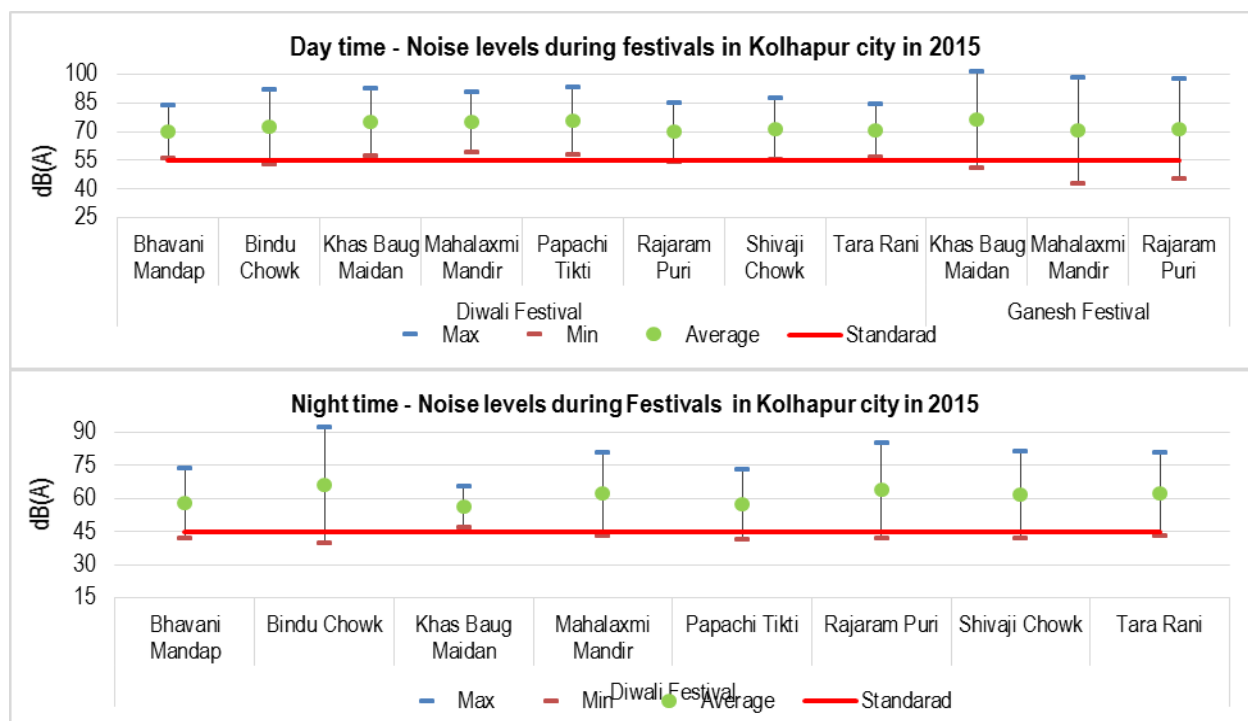 Day time - Noise levels during festivals in Kolhapur city in 2015
100
85
70
55
40
25
dB(A)
Bhavani Mandap
Bindu Chowk
Khas Baug Maidan
Mahalaxmi Mandir
Papachi Tikti
Rajaram Puri
Shivaji Chowk
Tara Rani
Khas Baug Maidan
Mahalaxmi Mandir
Rajaram Puri
Diwali Festival
Ganesh Festival
Max
Min
Average
Standarad
Night time - Noise levels during Festivals in Kolhapur city in 2015
90
75
60
45
30
15
dB(A)
Bhavani Mandap
Bindu Chowk
Khas Baug Maidan
Mahalaxmi Mandir
Papachi Tikti
Rajaram Puri
Shivaji Chowk
Tara Rani
Diwali Festival
Max
Min
Average
Standarad